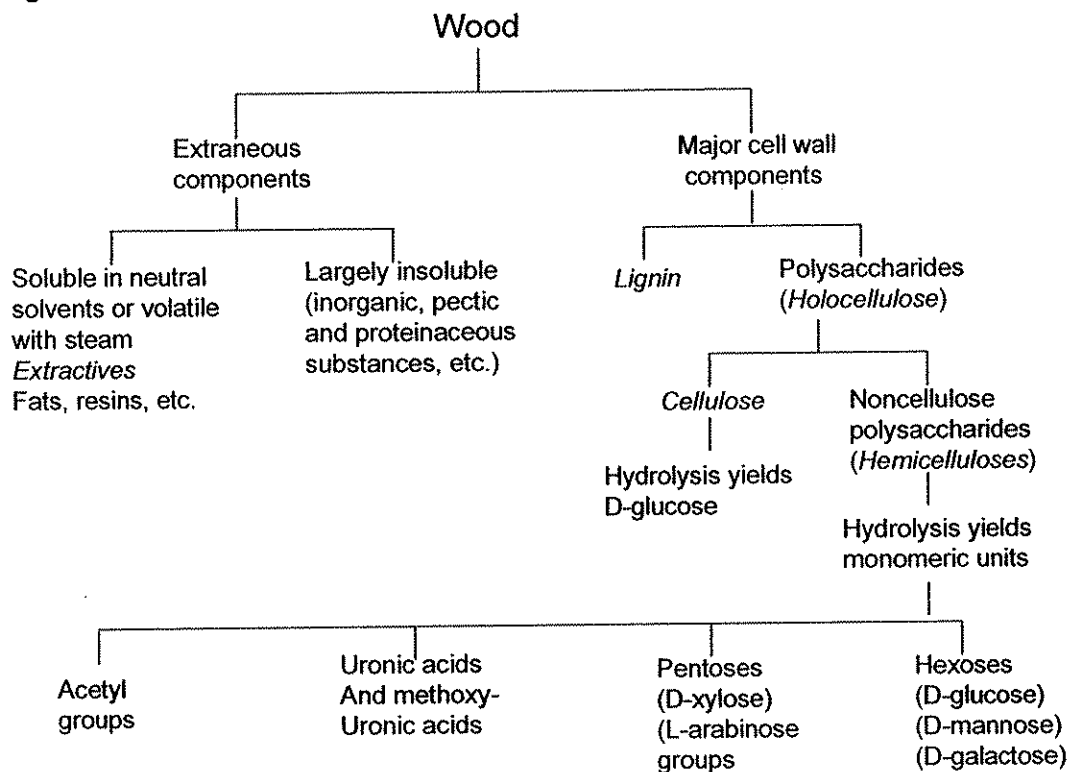 Wood
Extraneous
components
Major cell wall
components
Soluble in neutral
solvents or volatile
with steam
Extractives
Fats, resins, etc.
Largely insoluble
(inorganic, pectic
and proteinaceous
substances, etc.)
Lignin
Polysaccharides
(Holocellulose)
Cellulose
Noncellulose
polysaccharides
(Hemicelluloses)
Hydrolysis yields
D-glucose
Hydrolysis yields
monomeric units
Acetyl
groups
Uronic acids
And methoxy-
Uronic acids
Pentoses
(D-xylose)
(L-arabinose
groups
Hexoses
(D-glucose)
(D-mannose)
(D-galactose)